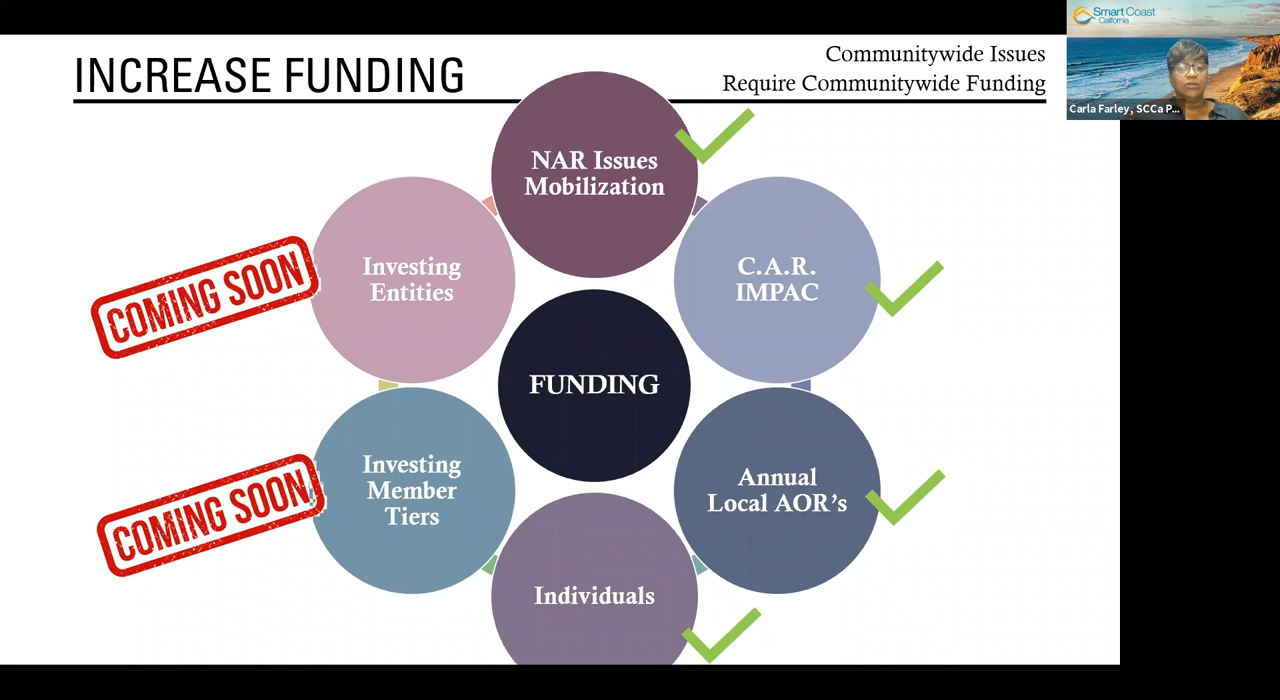 INCREASE FUNDING
Communitywide Issues
Require Communitywide Funding
Smart Coast
California
Carla Farley, SCCa P...
NAR Issues
Mobilization
Investing
Entities
C.A.R.
IMPAC
COMING SOON
FUNDING
Investing
Member
Tiers
Annual
Local AOR's
COMING SOON
Individuals